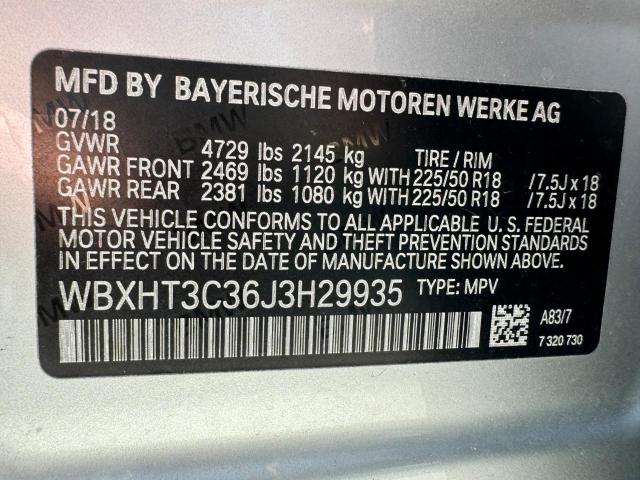 MFD BY BAYERISCHE MOTOREN WERKE AG
07/18
GVWR 4729 lbs 2145 kg TIRE / RIM
GAWR FRONT 2469 lbs 1120 kg WITH 225/50 R18 /7.5J x 18
GAWR REAR 2381 lbs 1080 kg WITH 225/50 R18 /7.5J x 18
THIS VEHICLE CONFORMS TO ALL APPLICABLE U. S. FEDERAL
MOTOR VEHICLE SAFETY AND THEFT PREVENTION STANDARDS
IN EFFECT ON THE DATE OF MANUFACTURE SHOWN ABOVE.
WBXHT3C36J3H29935 TYPE: MPV
A83/7
7 320 730